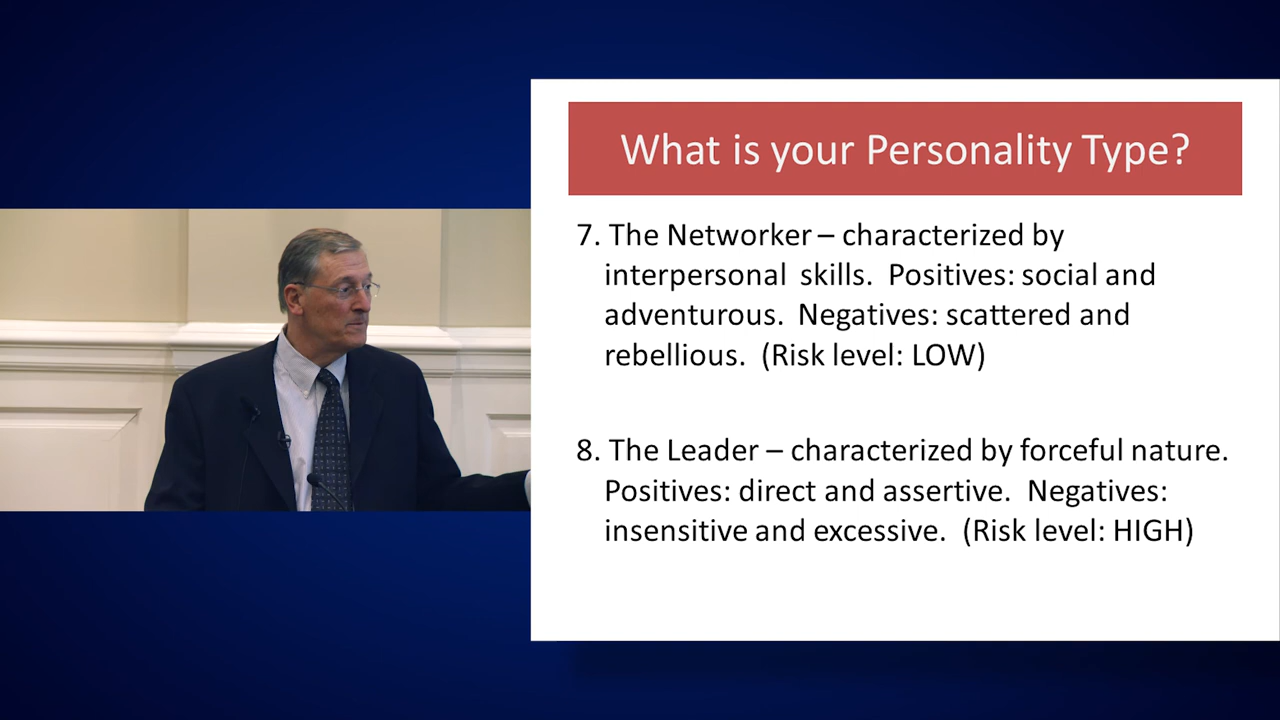 What is your Personality Type?
7. The Networker – characterized by
interpersonal skills. Positives: social and
adventurous. Negatives: scattered and
rebellious. (Risk level: LOW)
8. The Leader – characterized by forceful nature.
Positives: direct and assertive. Negatives:
insensitive and excessive. (Risk level: HIGH)